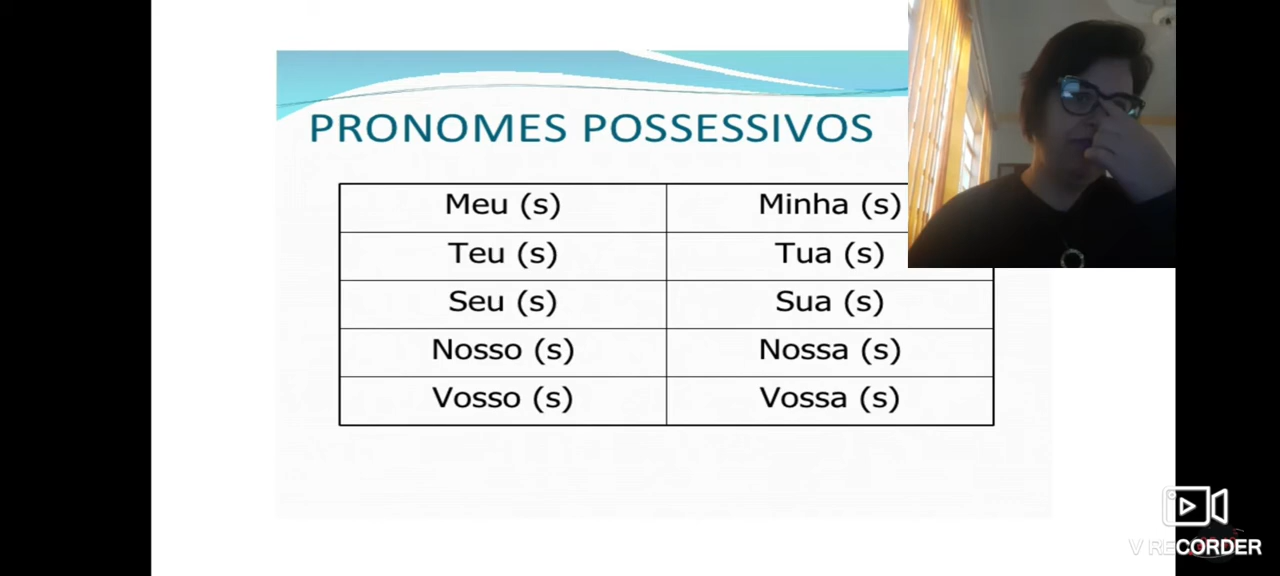 PRONOMES POSSESSIVOS
Meu (s) Minha (s)
Teu (s) Tua (s)
Seu (s) Sua (s)
Nosso (s) Nossa (s)
Vosso (s) Vossa (s)
V RECORDER